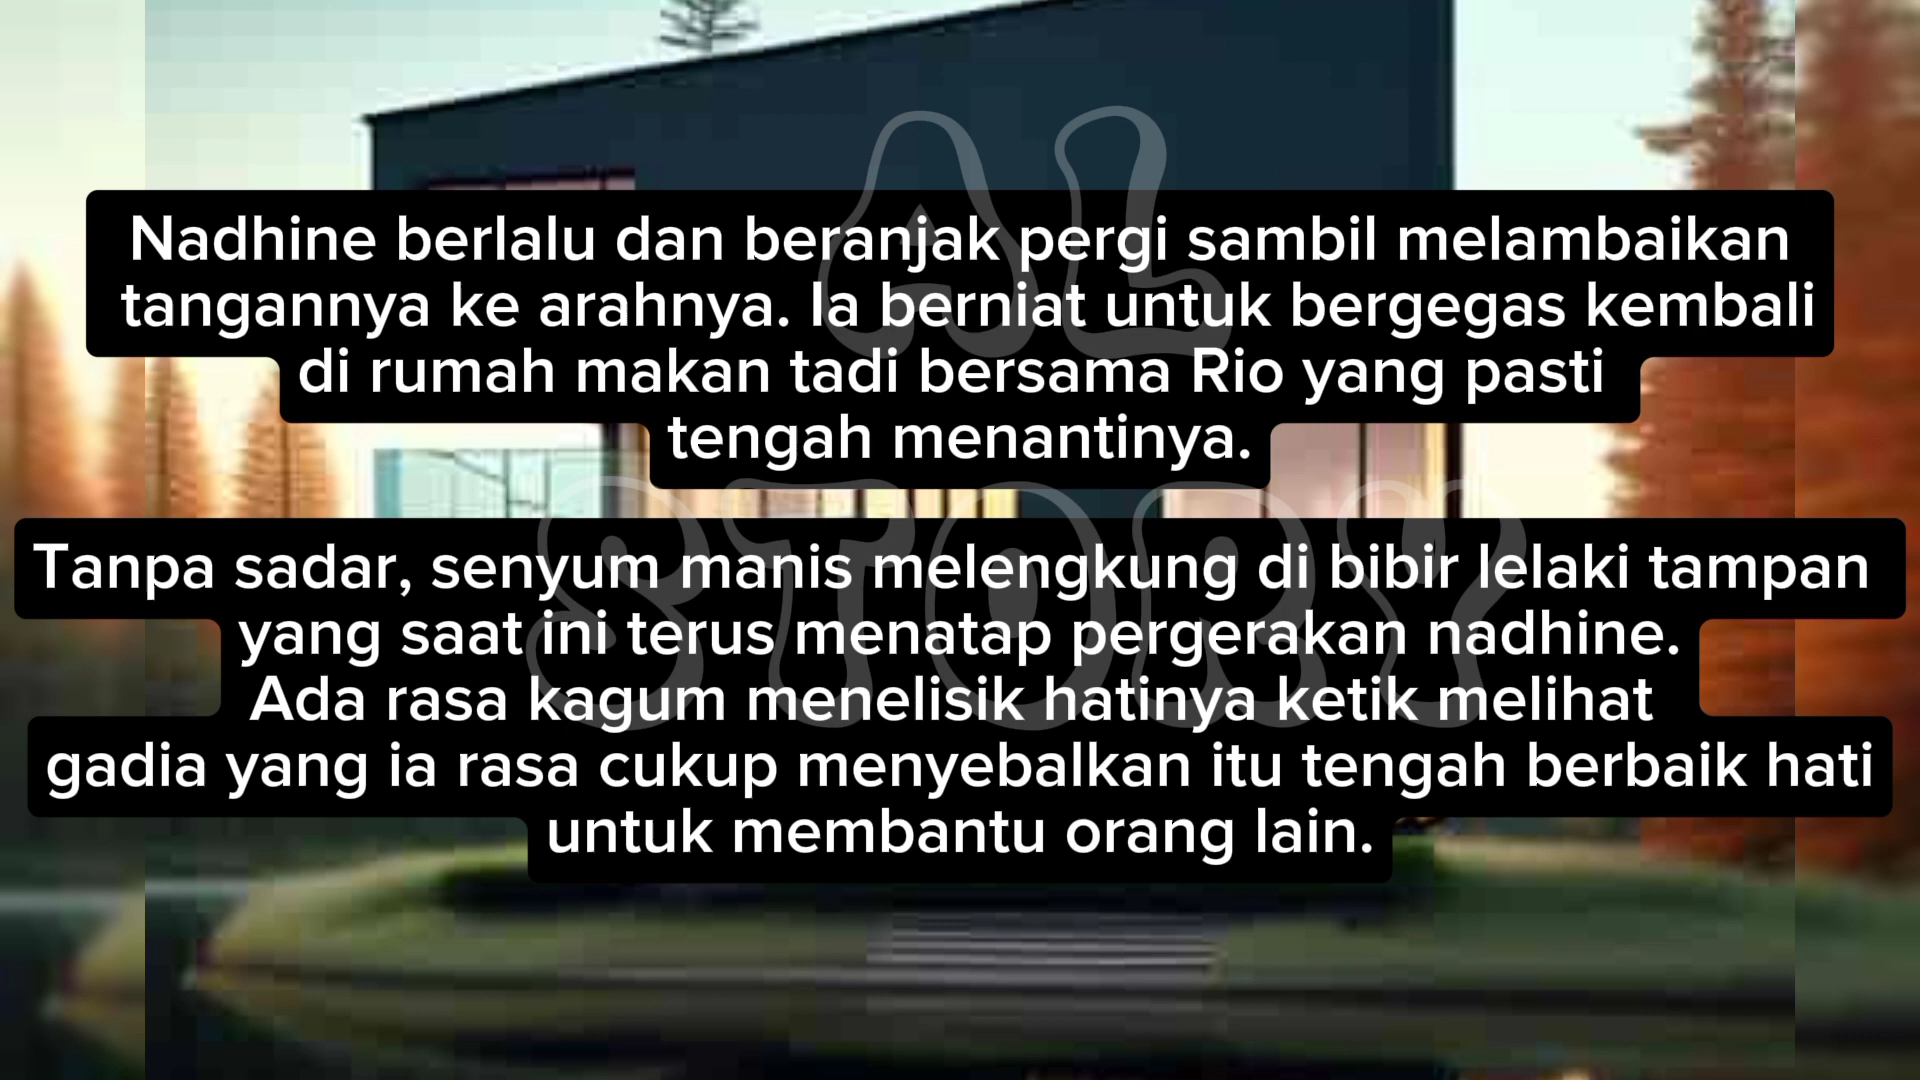 AL
STORY
Nadhine berlalu dan beranjak pergi sambil melambaikan
tangannya ke arahnya. Ia berniat untuk bergegas kembali
di rumah makan tadi bersama Rio yang pasti
tengah menantinya.
Tanpa sadar, senyum manis melengkung di bibir lelaki tampan
yang saat ini terus menatap pergerakan nadhine.
Ada rasa kagum menelisik hatinya ketik melihat
gadia yang ia rasa cukup menyebalkan itu tengah berbaik hati
untuk membantu orang lain.